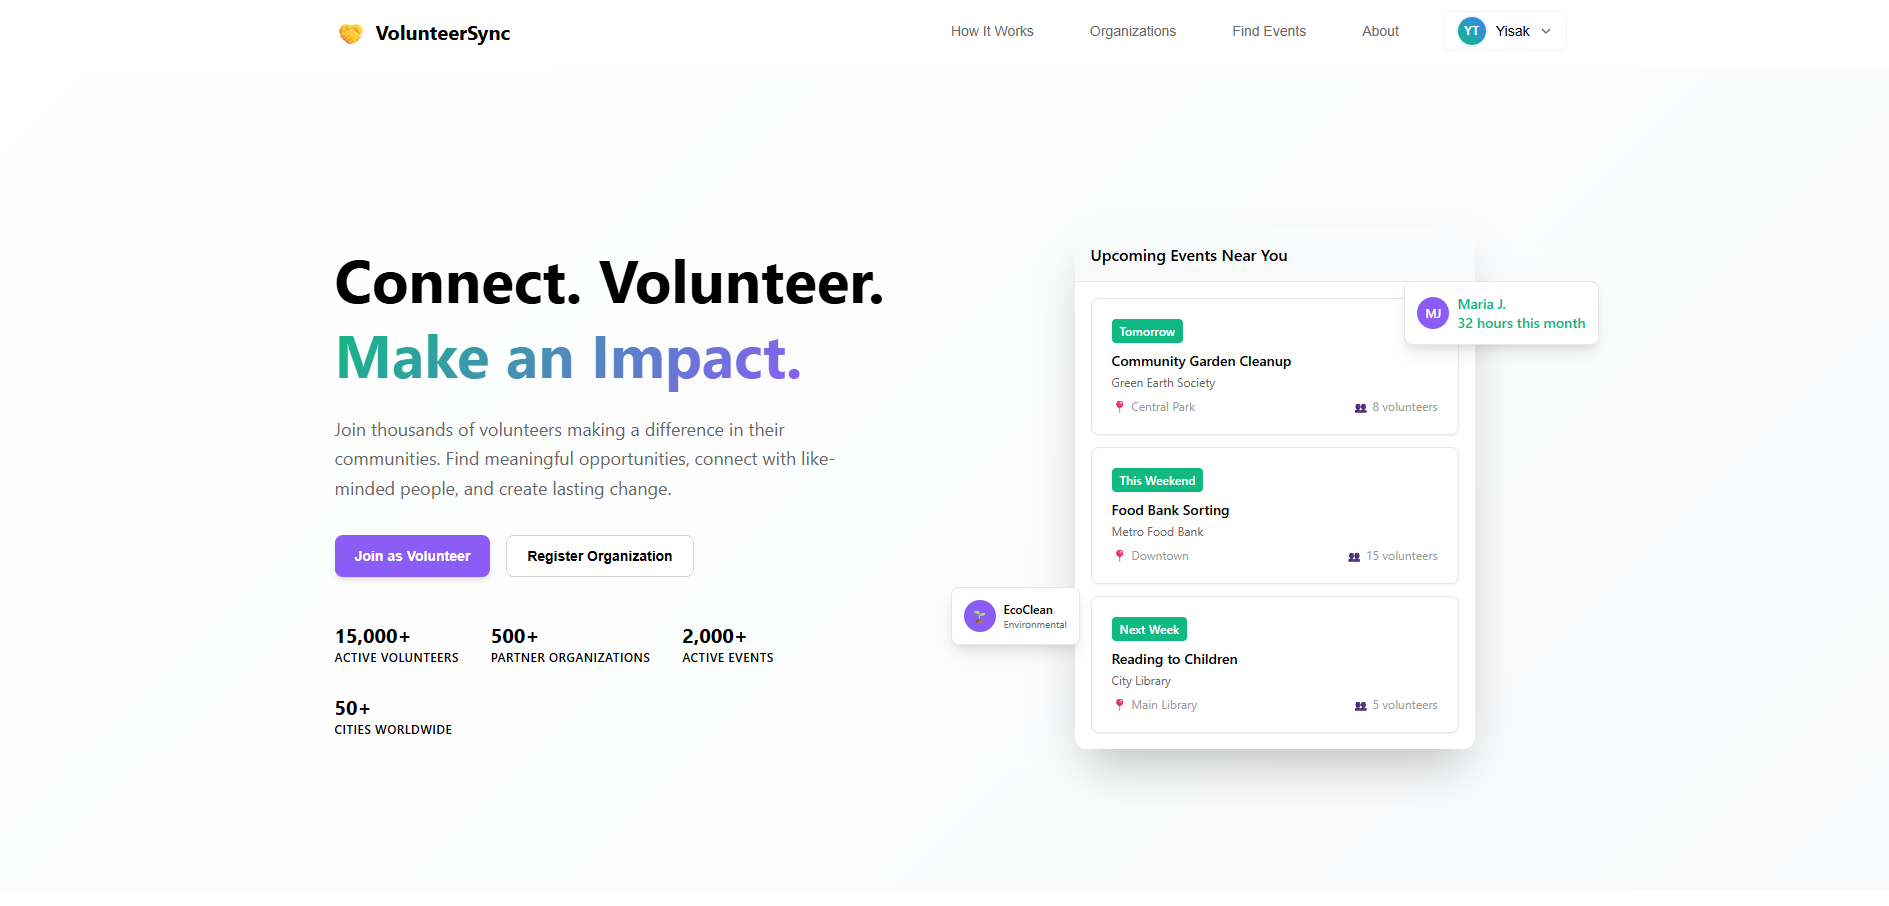 VolunteerSync
How It Works
Organizations
Find Events
About
YT
Yisak
Connect. Volunteer.
Make an Impact.
Join thousands of volunteers making a difference in their
communities. Find meaningful opportunities, connect with like-
minded people, and create lasting change.
Join as Volunteer
Register Organization
15,000+
ACTIVE VOLUNTEERS
500+
PARTNER ORGANIZATIONS
2,000+
ACTIVE EVENTS
50+
CITIES WORLDWIDE
Upcoming Events Near You
MJ
Maria J.
32 hours this month
Tomorrow
Community Garden Cleanup
Green Earth Society
Central Park
8 volunteers
This Weekend
Food Bank Sorting
Metro Food Bank
Downtown
15 volunteers
EcoClean
Environmental
Next Week
Reading to Children
City Library
Main Library
5 volunteers